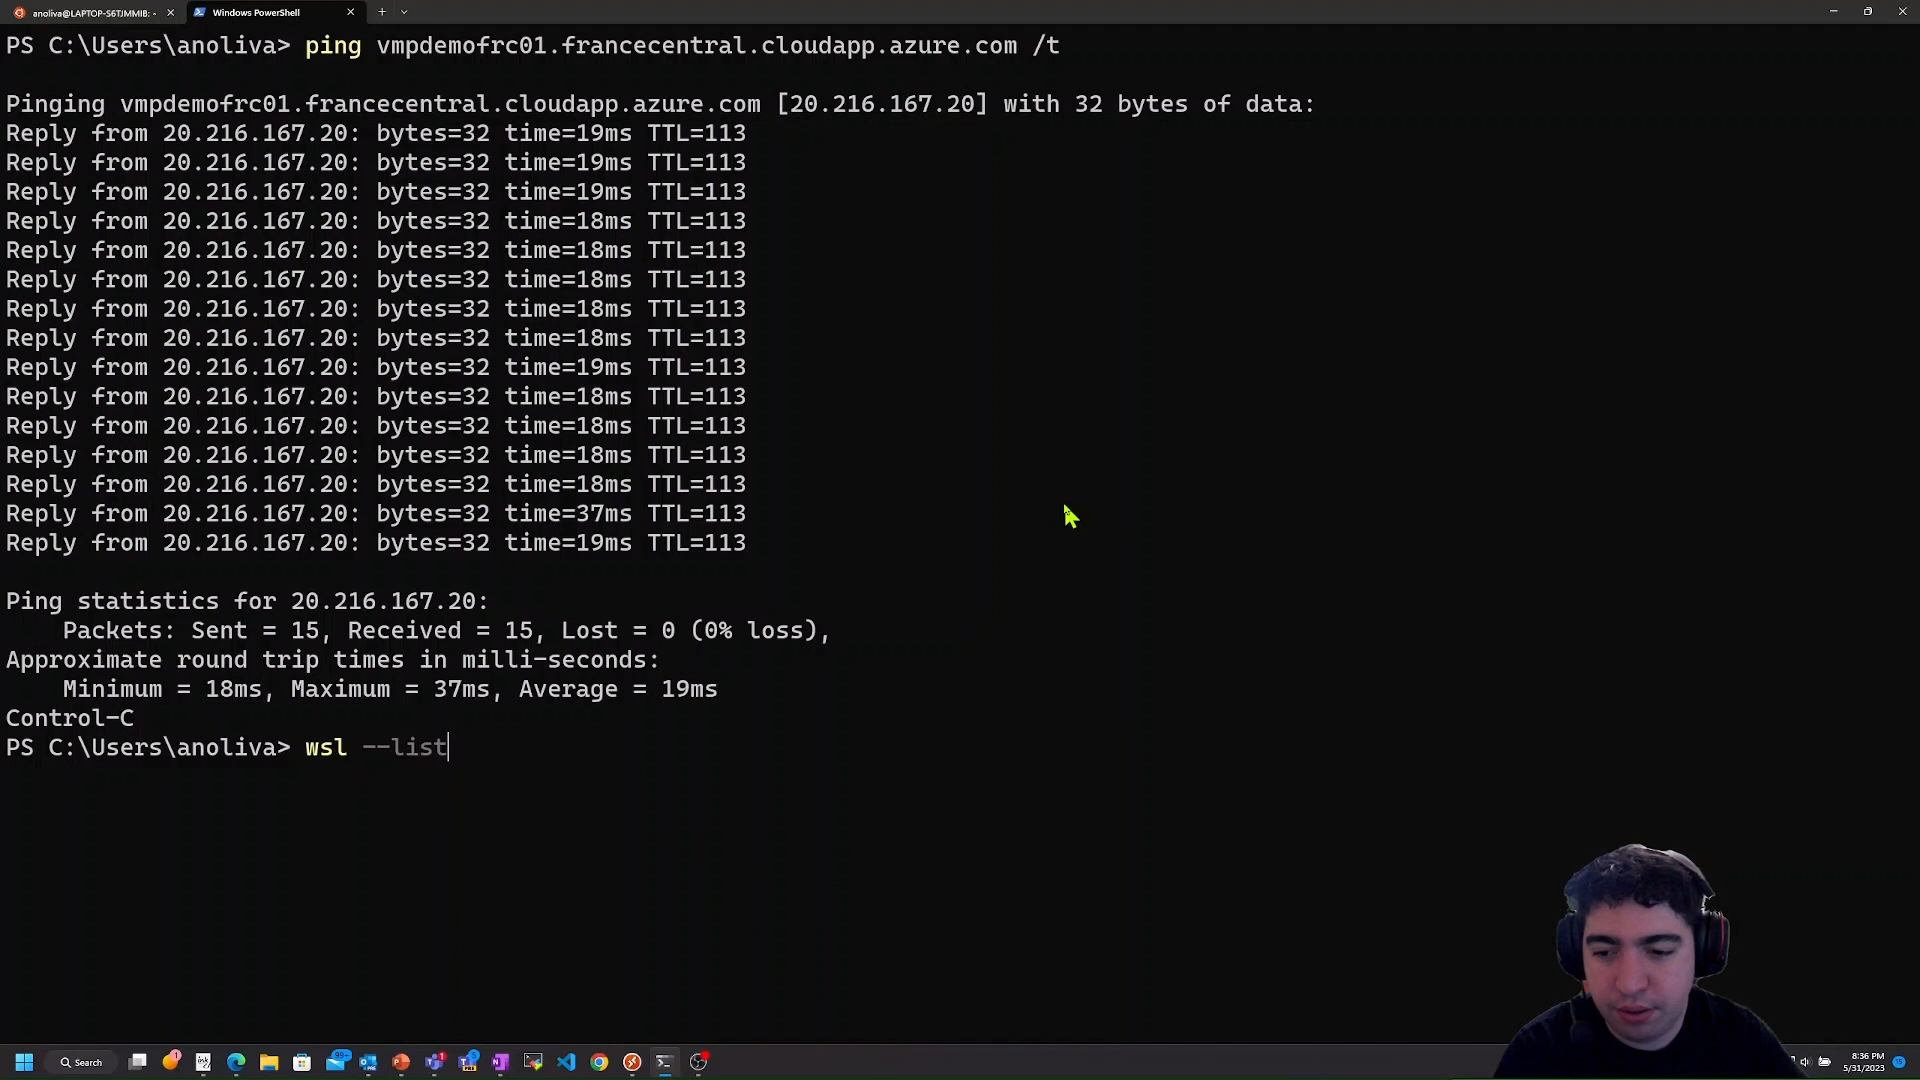 anoliva@LAPTOP-S6TJMMIB: ~
Windows PowerShell
PS C:\Users\anoliva> ping vmpdemofrc01.francecentral.cloudapp.azure.com /t
Pinging vmpdemofrc01.francecentral.cloudapp.azure.com [20.216.167.20] with 32 bytes of data:
Reply from 20.216.167.20: bytes=32 time=19ms TTL=113
Reply from 20.216.167.20: bytes=32 time=19ms TTL=113
Reply from 20.216.167.20: bytes=32 time=19ms TTL=113
Reply from 20.216.167.20: bytes=32 time=18ms TTL=113
Reply from 20.216.167.20: bytes=32 time=18ms TTL=113
Reply from 20.216.167.20: bytes=32 time=18ms TTL=113
Reply from 20.216.167.20: bytes=32 time=18ms TTL=113
Reply from 20.216.167.20: bytes=32 time=18ms TTL=113
Reply from 20.216.167.20: bytes=32 time=19ms TTL=113
Reply from 20.216.167.20: bytes=32 time=18ms TTL=113
Reply from 20.216.167.20: bytes=32 time=18ms TTL=113
Reply from 20.216.167.20: bytes=32 time=18ms TTL=113
Reply from 20.216.167.20: bytes=32 time=18ms TTL=113
Reply from 20.216.167.20: bytes=32 time=37ms TTL=113
Reply from 20.216.167.20: bytes=32 time=19ms TTL=113
Ping statistics for 20.216.167.20:
Packets: Sent = 15, Received = 15, Lost = 0 (0% loss),
Approximate round trip times in milli-seconds:
Minimum = 18ms, Maximum = 37ms, Average = 19ms
Control-C
PS C:\Users\anoliva> wsl --list
Search
8:36 PM
5/31/2023